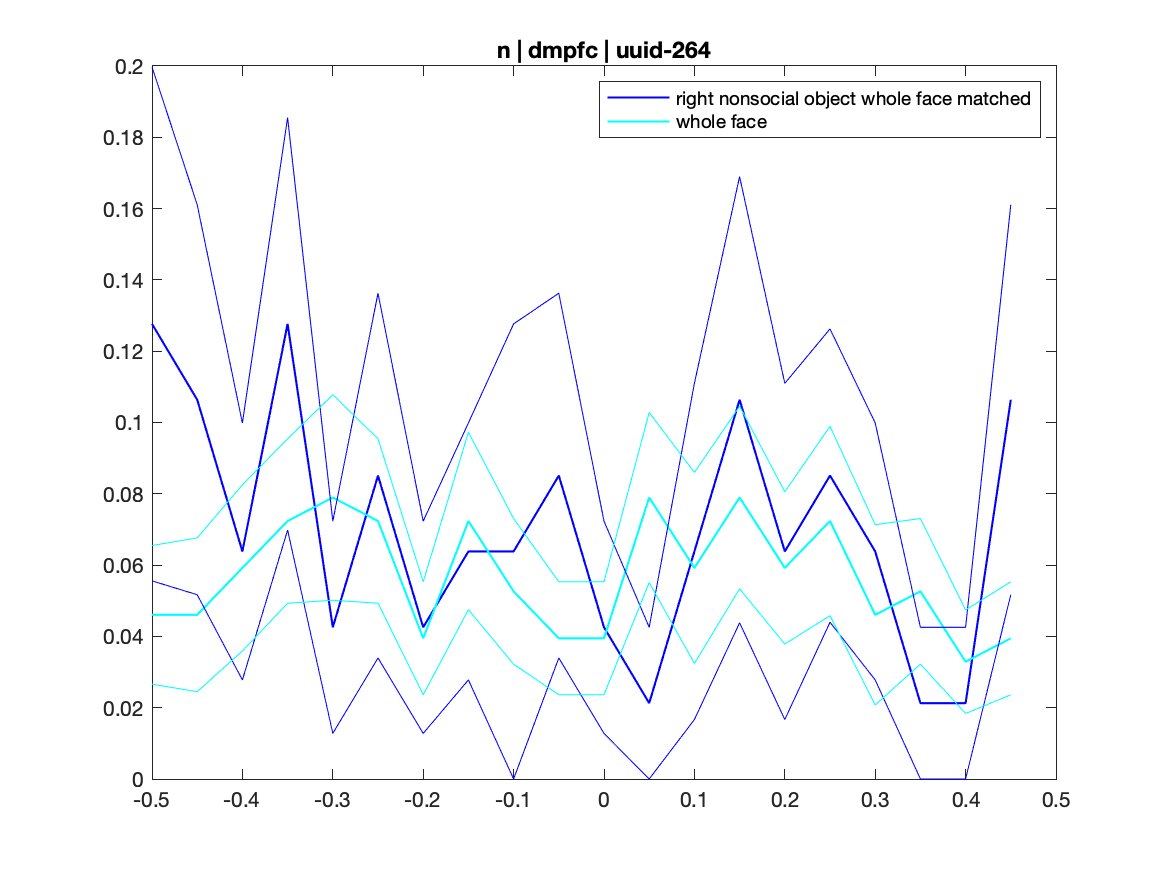 n | dmpfc | uuid-264
right nonsocial object whole face matched
whole face
0.2
0.18
0.16
0.14
0.12
0.1
0.08
0.06
0.04
0.02
0
-0.5 -0.4 -0.3 -0.2 -0.1 0 0.1 0.2 0.3 0.4 0.5